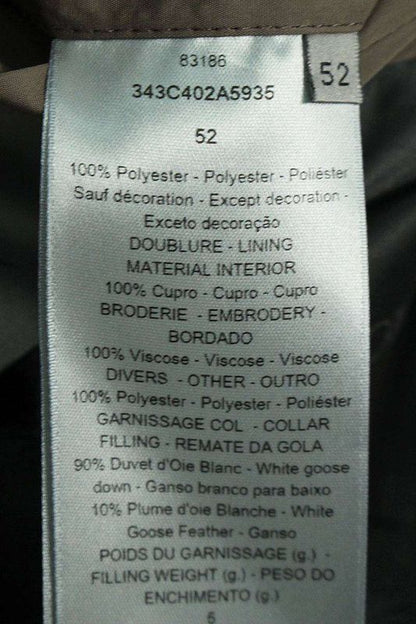 83186
52
343C402A5935
52
100% Polyester - Polyester - Poliéster
Sauf décoration - Except decoration -
Exceto decoração
DOUBLURE - LINING
MATERIAL INTERIOR
100% Cupro - Cupro - Cupro
BRODERIE - EMBRODERY -
BORDADO
100% Viscose - Viscose - Viscose
DIVERS - OTHER - OUTRO
100% Polyester - Polyester - Poliéster
GARNISSAGE COL - COLLAR
FILLING - REMATE DA GOLA
90% Duvet d'Oie Blanc - White goose
down - Ganso branco para baixo
10% Plume d'oie Blanche - White
Goose Feather - Ganso
POIDS DU GARNISSAGE (g.) -
FILLING WEIGHT (g.) - PESO DO
ENCHIMENTO (g.)